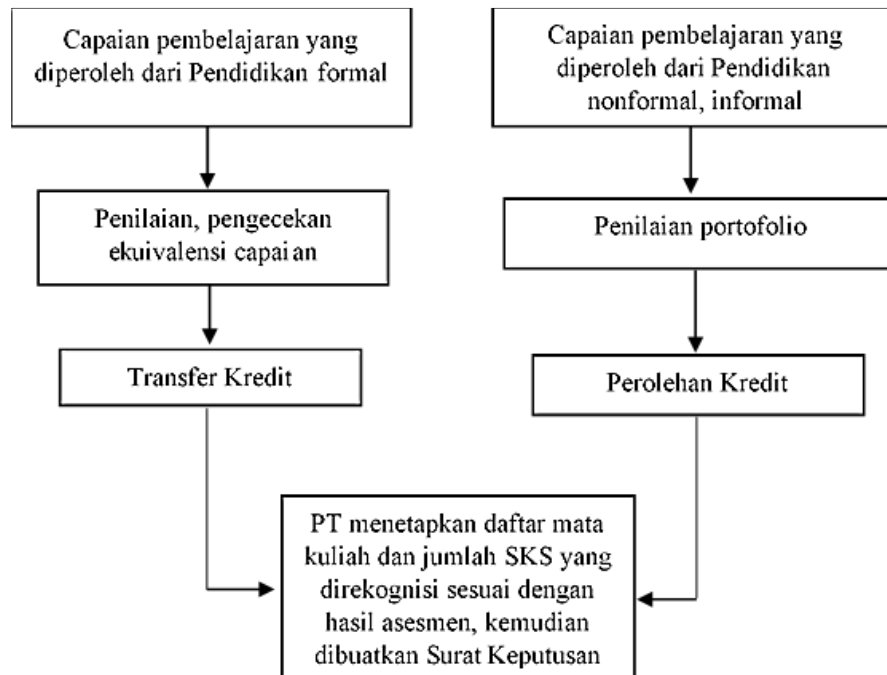 Capaian pembelajaran yang
diperoleh dari Pendidikan formal
Capaian pembelajaran yang
diperoleh dari Pendidikan
nonformal, informal
Penilaian, pengecekan
ekuivalensi capaian
Penilaian portofolio
Transfer Kredit
Perolehan Kredit
PT menetapkan daftar mata
kuliah dan jumlah SKS yang
direkognisi sesuai dengan
hasil asesmen, kemudian
dibuatkan Surat Keputusan